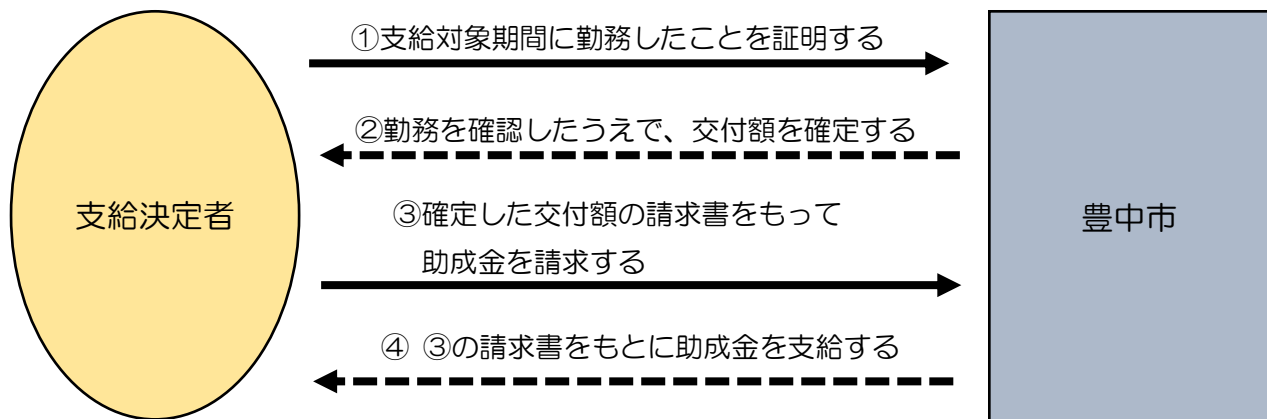 ①支給対象期間に勤務したことを証明する
②勤務を確認したうえで、交付額を確定する
支給決定者
③確定した交付額の請求書をもって
助成金を請求する
豊中市
④ ③の請求書をもとに助成金を支給する